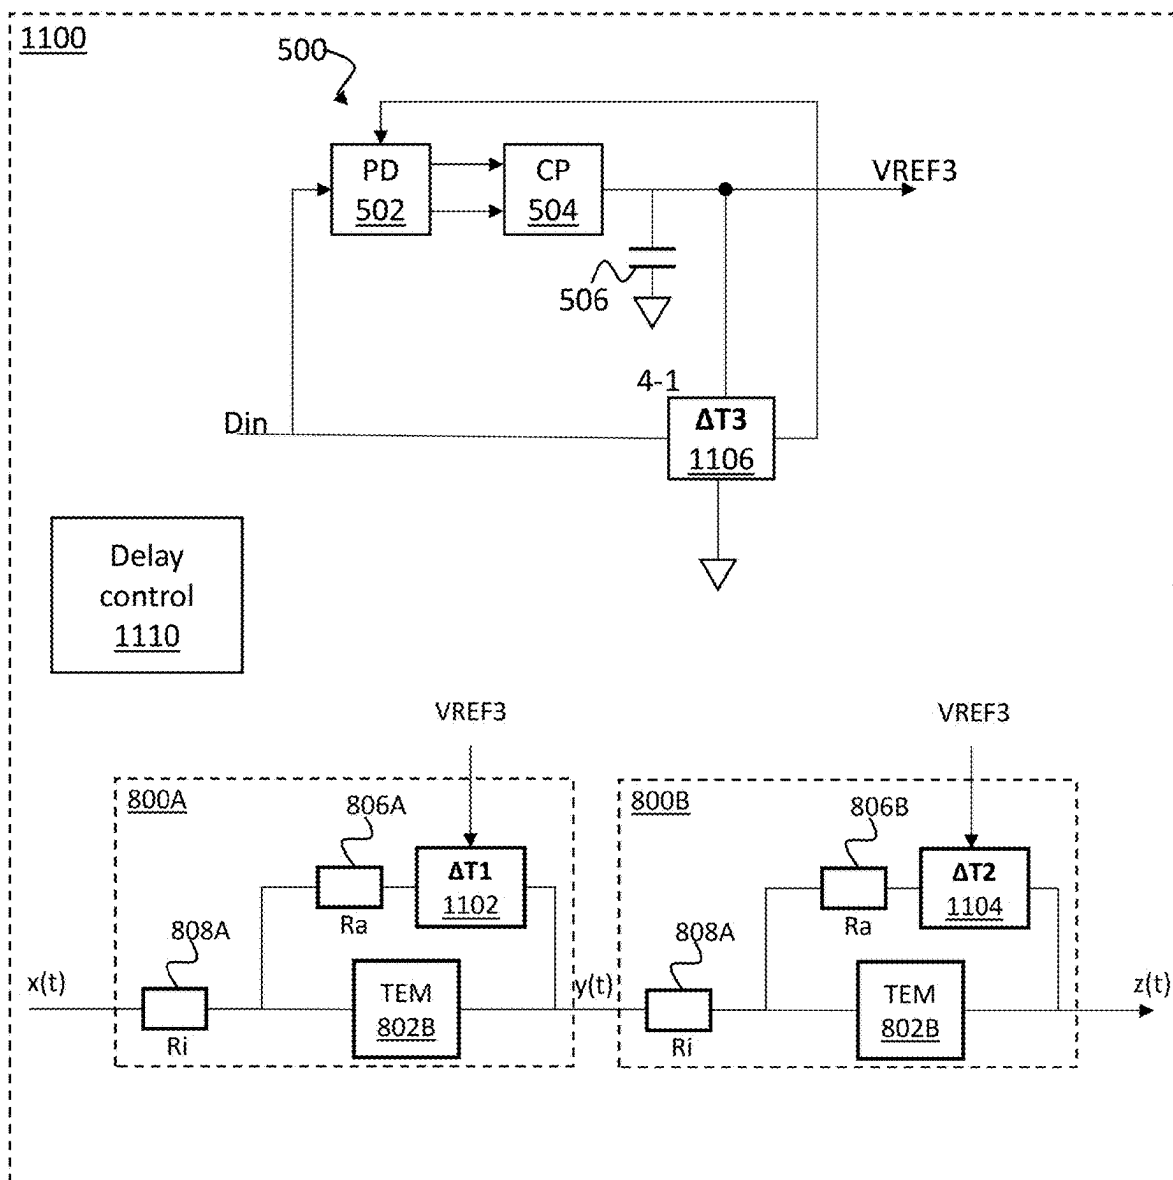 1100
500
PD
502
CP
504
VREF3
506
4-1
Din
ΔT3
1106
Delay
control
1110
VREF3
VREF3
800A
806A
ΔT1
1102
Ra
808A
x(t)
TEM
802B
Ri
y(t)
800B
806B
ΔT2
1104
Ra
808A
TEM
802B
Ri
z(t)